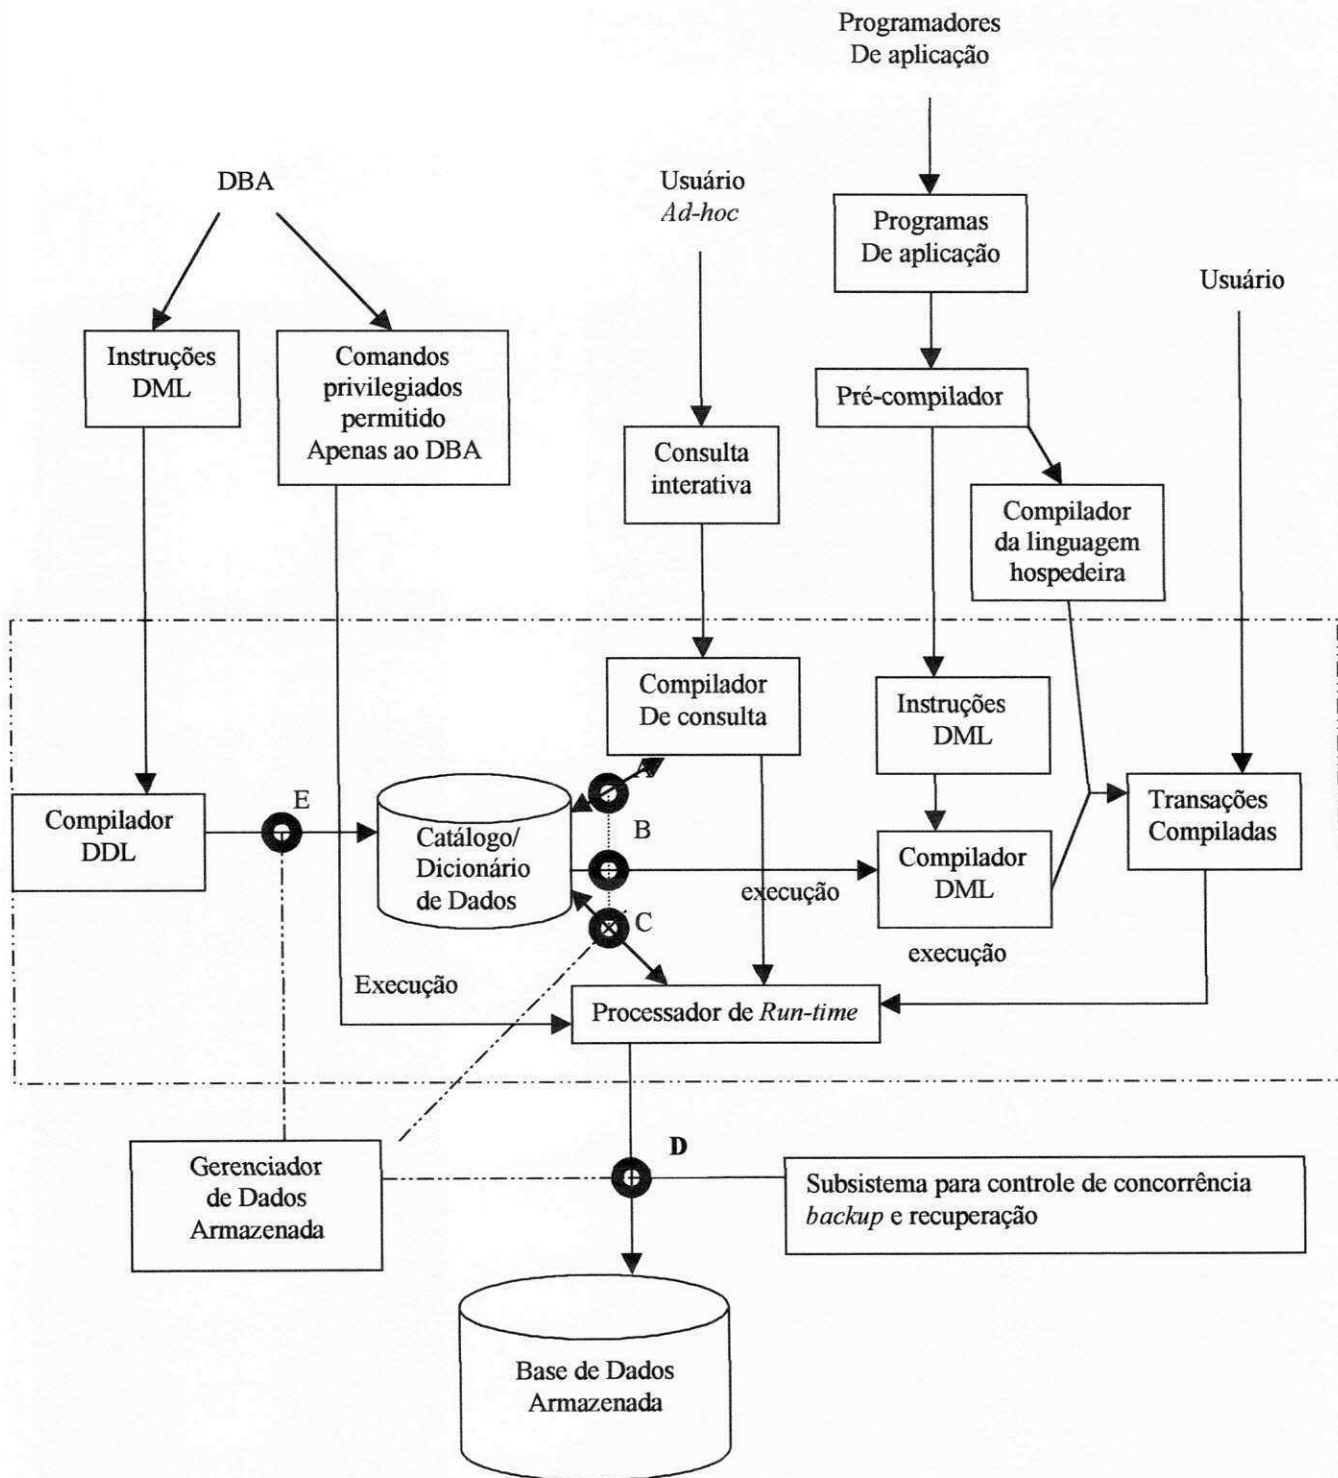 Programadores
De aplicação
DBA
Usuário
Ad-hoc
Programas
De aplicação
Usuário
Instruções
DML
Comandos
privilegiados
permitido
Apenas ao DBA
Pré-compilador
Consulta
interativa
Compilador
da linguagem
hospedeira
Compilador
De consulta
Instruções
DML
A
E
B
Compilador
DDL
Catálogo/
Dicionário
de Dados
Transações
Compiladas
Compilador
DML
execução
C
execução
Execução
Processador de Run-time
D
Gerenciador
de Dados
Armazenada
Subsistema para controle de concorrência
backup e recuperação
Base de Dados
Armazenada